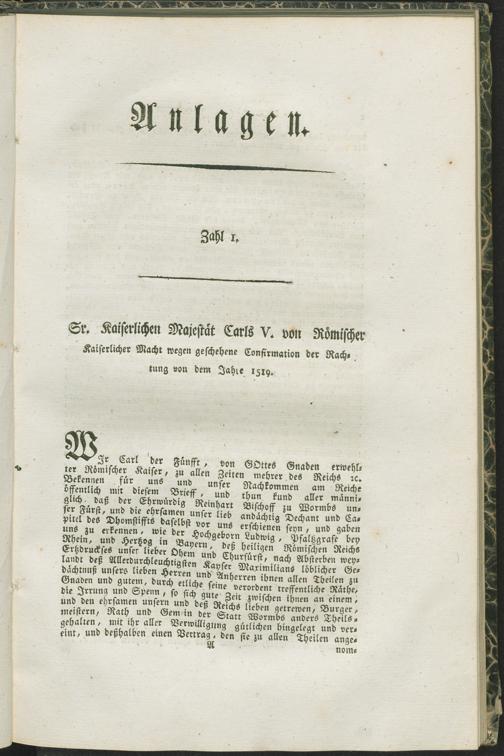 Anlagen.
Zahl 1.
Sr. Kaiserlichen Majestät Carls V. von Römischer
Kaiserlicher Macht wegen geschehene Confirmation der Rach-
tung von dem Jahre 1519.
WIr Carl der Fünfft, von GOttes Gnaden erwehl-
ter Römischer Kaiser, zu allen Zeiten mehrer des Reichs ꝛc.
Bekennen für uns und unser Nachkommen am Reiche
öffentlich mit diesem Brieff, und thun kund aller männi-
glich daß der Ehrwürdig Reinhart Bischoff zu Wormbs un-
ser Fürst, und die ehrsamen unser lieb andächtig Dechant und Ca-
pitel des Dhomstiffts daselbst vor uns erschienen seyn, und gaben
uns zu erkennen, wie der Hochgeborn Ludwig, Pfaltzgrafe bey
Rhein, und Hertzog in Bayern, deß heiligen Römischen Reichs
Ertzdruckses unser lieber Ohem und Churfürst, nach Absterben wey-
landt deß Allerdurchleuchtigsten Kayser Maximilians löblicher Ge-
dächtnuß unsers lieben Herren und Anherren ihnen allen Theilen zu
Gnaden und gutem, durch etliche seine verordent treffentliche Räthe,
die Irrung und Spenn, so sich gute Zeit zwischen ihnen an einem,
und den ehrsamen unsern und deß Reichs lieben getrewen, Burger,
meistern, Rath und Gemein der Statt Wormbs anders Theils-
gehalten, mit ihr aller Verwilligung gütlichen hingelegt und ver-
eint, und deßhalben einen Vertrag, den sie zu allen Theilen ange-
A
nom-